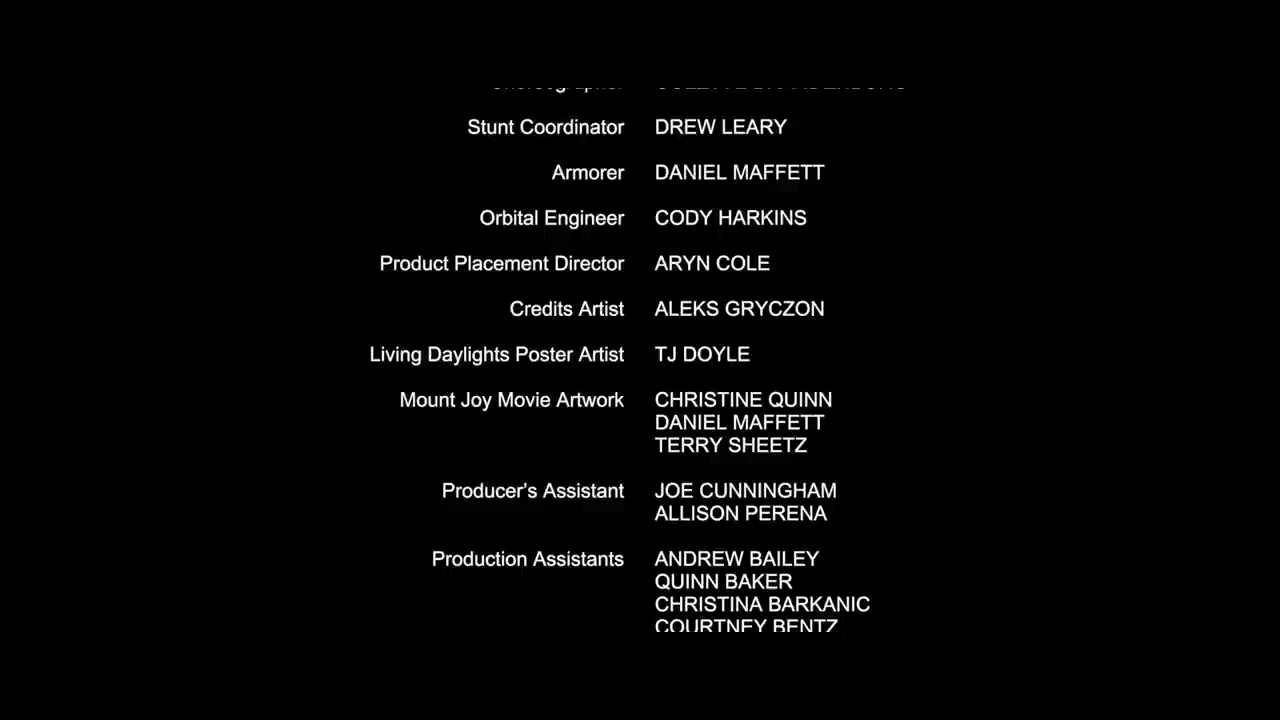 Stunt Coordinator DREW LEARY
Armorer DANIEL MAFFETT
Orbital Engineer CODY HARKINS
Product Placement Director ARYN COLE
Credits Artist ALEKS GRYCZON
Living Daylights Poster Artist TJ DOYLE
Mount Joy Movie Artwork CHRISTINE QUINN
DANIEL MAFFETT
TERRY SHEETZ
Producer’s Assistant JOE CUNNINGHAM
ALLISON PERENA
Production Assistants ANDREW BAILEY
QUINN BAKER
CHRISTINA BARKANIC
COURTNEY BENTZ